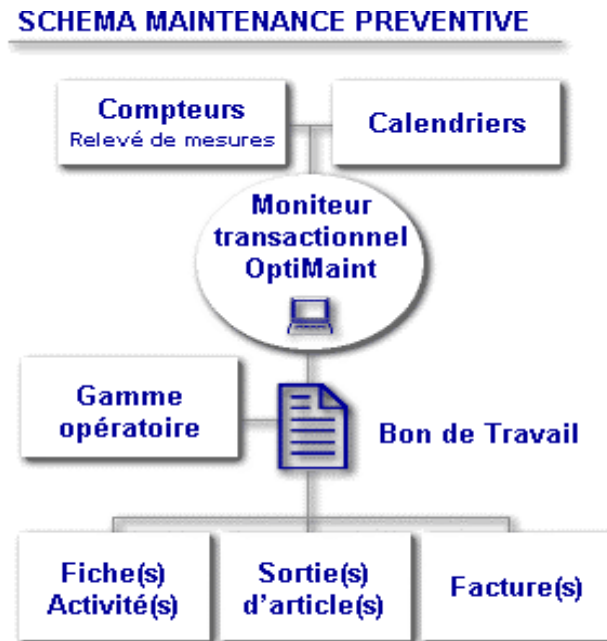 SCHEMA MAINTENANCE PREVENTIVE
Compteurs
Relevé de mesures
Calendriers
Moniteur
transactionnel
OptiMaint
Gamme
opératoire
Bon de Travail
Fiche(s)
Activité(s)
Sortie(s)
d'article(s)
Facture(s)